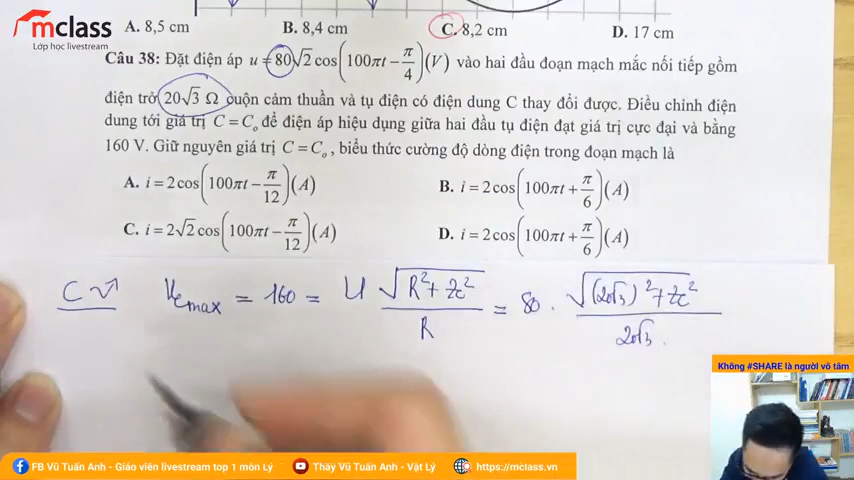 mclass
Lớp học livestream
A. 8,5 cm B. 8,4 cm C. 8,2 cm D. 17 cm
Câu 38: Đặt điện áp u = 80√2 cos(100πt − π/4)(V) vào hai đầu đoạn mạch mắc nối tiếp gồm
điện trở 20√3 Ω cuộn cảm thuần và tụ điện có điện dung C thay đổi được. Điều chỉnh điện
dung tới giá trị C = C₀ để điện áp hiệu dụng giữa hai đầu tụ điện đạt giá trị cực đại và bằng
160 V. Giữ nguyên giá trị C = C₀, biểu thức cường độ dòng điện trong đoạn mạch là
A. i = 2cos(100πt − π/12)(A) B. i = 2cos(100πt + π/6)(A)
C. i = 2√2 cos(100πt − π/12)(A) D. i = 2cos(100πt + π/6)(A)
C Ucmax = 160 = U √(R² + Zc²)/R = 80 . √((20√3)² + Zc²)/20√3
Không #SHARE là người vô tâm
FB Vũ Tuấn Anh - Giáo viên livestream top 1 môn Lý Thầy Vũ Tuấn Anh - Vật Lý https://mclass.vn